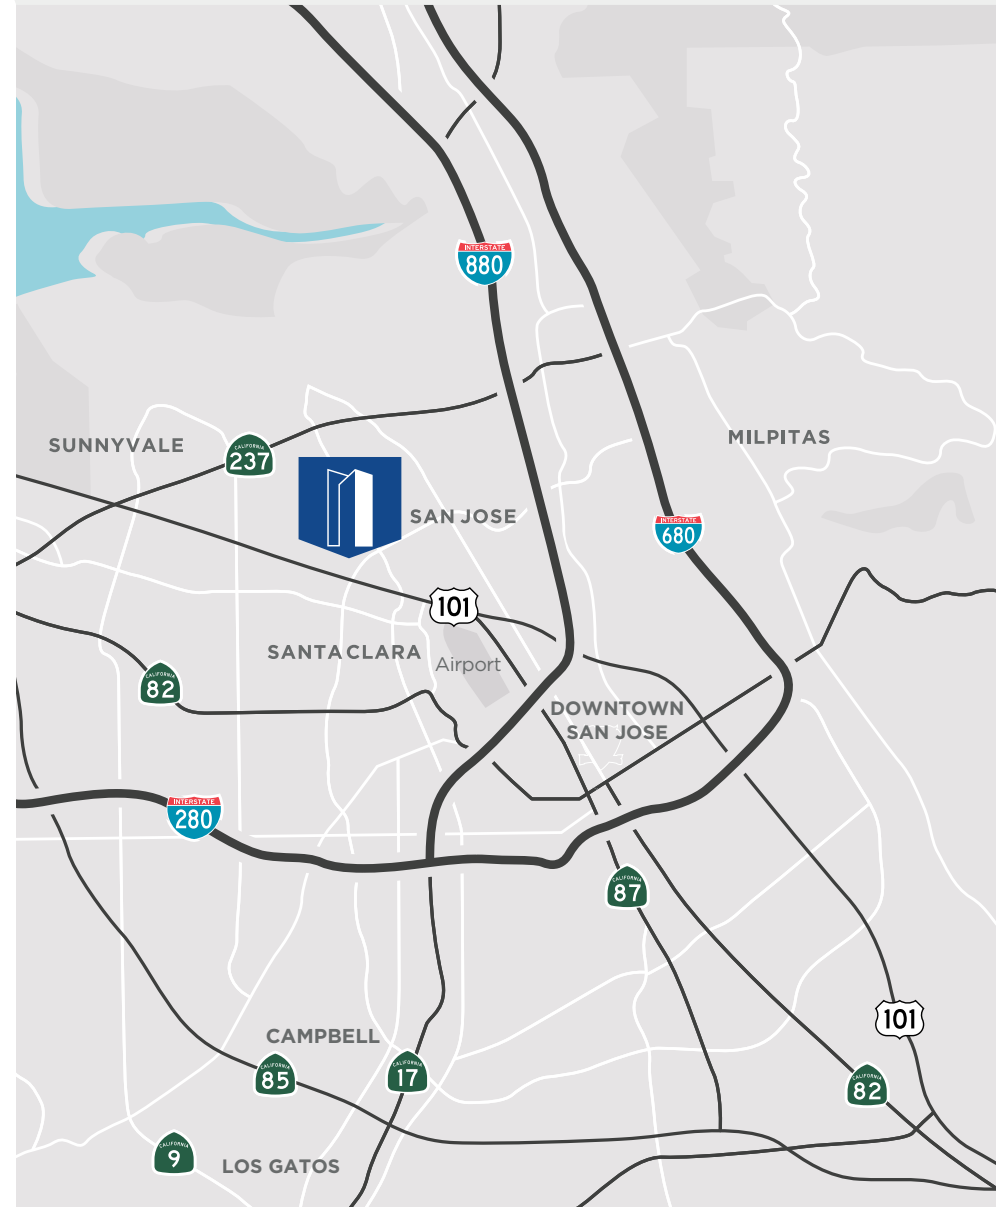 INTERSTATE
880
SUNNYVALE
MILPITAS
CALIFORNIA
237
SAN JOSE
INTERSTATE
680
101
SANTA CLARA
Airport
CALIFORNIA
82
DOWNTOWN
SAN JOSE
INTERSTATE
280
CALIFORNIA
87
101
CAMPBELL
CALIFORNIA
85
CALIFORNIA
17
CALIFORNIA
82
CALIFORNIA
9
LOS GATOS